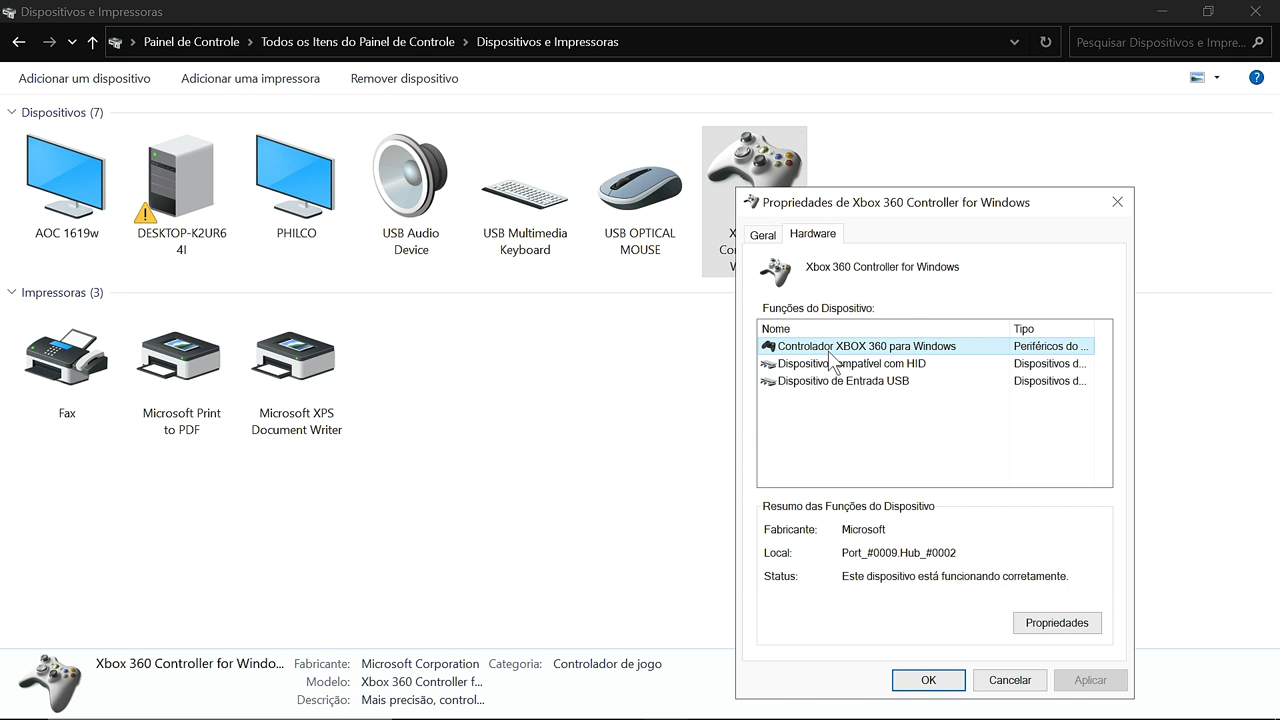 Dispositivos e Impressoras
Painel de Controle > Todos os Itens do Painel de Controle > Dispositivos e Impressoras
Pesquisar Dispositivos e Impre...
Adicionar um dispositivo Adicionar uma impressora Remover dispositivo
Dispositivos (7)
AOC 1619w
DESKTOP-K2UR6
4I
PHILCO
USB Audio
Device
USB Multimedia
Keyboard
USB OPTICAL
MOUSE
Impressoras (3)
Fax
Microsoft Print
to PDF
Microsoft XPS
Document Writer
Propriedades de Xbox 360 Controller for Windows
Geral Hardware
Xbox 360 Controller for Windows
Funções do Dispositivo:
Nome Tipo
Controlador XBOX 360 para Windows Periféricos do ...
Dispositivo compatível com HID Dispositivos d...
Dispositivo de Entrada USB Dispositivos d...
Resumo das Funções do Dispositivo
Fabricante: Microsoft
Local: Port_#0009.Hub_#0002
Status: Este dispositivo está funcionando corretamente.
Propriedades
OK Cancelar Aplicar
Xbox 360 Controller for Windo... Fabricante: Microsoft Corporation Categoria: Controlador de jogo
Modelo: Xbox 360 Controller f...
Descrição: Mais precisão, control...